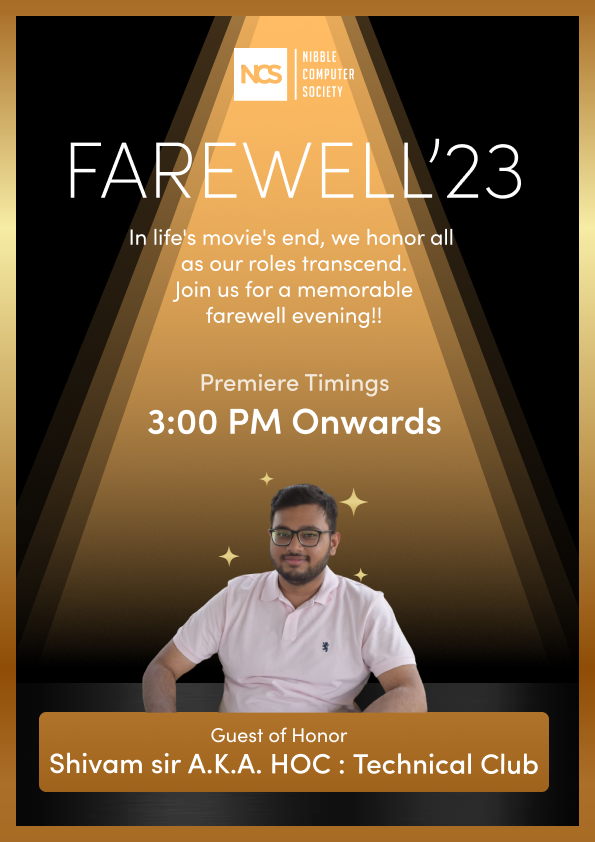 NCS
NIBBLE
COMPUTER
SOCIETY
FAREWELL'23
In life's movie's end, we honor all
as our roles transcend.
Join us for a memorable
farewell evening!!
Premiere Timings
3:00 PM Onwards
Guest of Honor
Shivam sir A.K.A. HOC : Technical Club